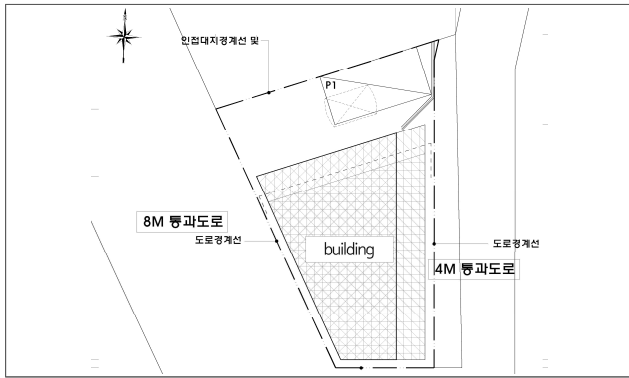 N
인접대지경계선 및
P1
8M 통과도로
도로경계선
building
도로경계선
4M 통과도로